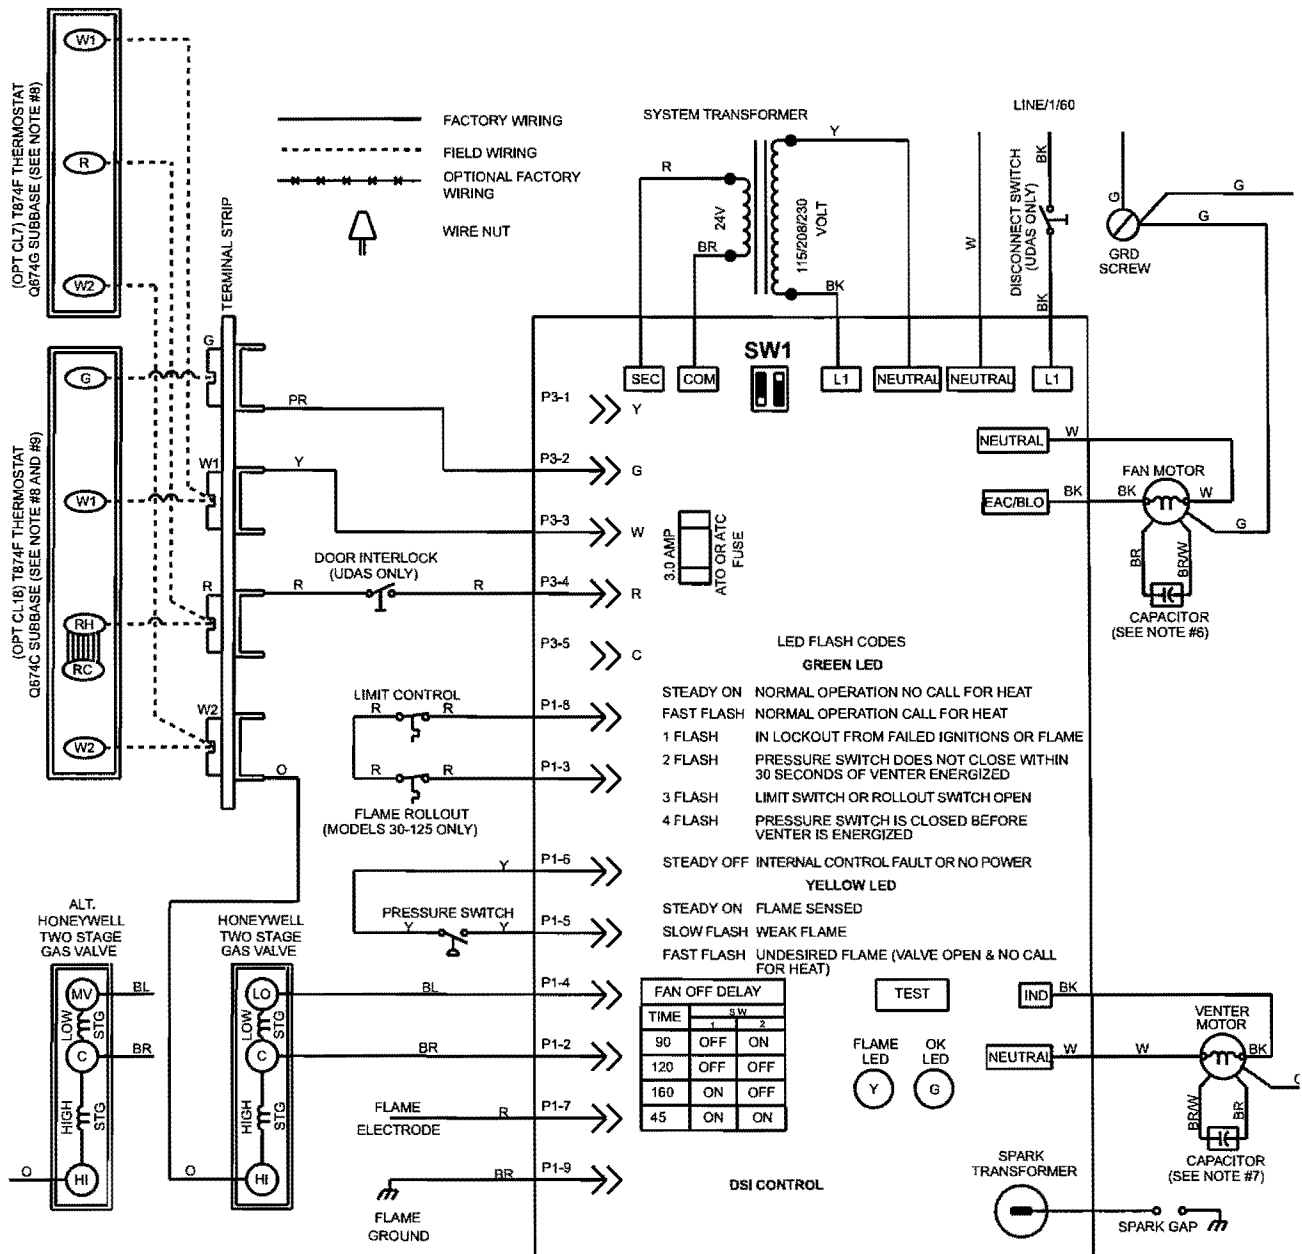 (OPT CL7) T874F THERMOSTAT
Q674G SUBBASE (SEE NOTE #8)
W1
R
W2
(OPT CL18) T874F THERMOSTAT
Q674C SUBBASE (SEE NOTE #8 AND #9)
G
W1
RH
RC
W2
FACTORY WIRING
FIELD WIRING
OPTIONAL FACTORY
WIRING
WIRE NUT
TERMINAL STRIP
G
W1
R
W2
PR
Y
R
R
O
DOOR INTERLOCK
(UDAS ONLY)
SYSTEM TRANSFORMER
R
Y
24V
115/208/230
VOLT
BR
BK
LINE/1/60
W
BK
DISCONNECT SWITCH
(UDAS ONLY)
BK
G
G
G
GRD
SCREW
SEC
COM
SW1
L1
NEUTRAL
NEUTRAL
L1
P3-1
Y
P3-2
G
P3-3
W
P3-4
R
P3-5
C
3.0 AMP
ATO OR ATC
FUSE
NEUTRAL
W
FAN MOTOR
EAC/BLO
BK
BK
W
G
BR
BR/W
CAPACITOR
(SEE NOTE #6)
LIMIT CONTROL
R
R
P1-8
R
R
P1-3
FLAME ROLLOUT
(MODELS 30-125 ONLY)
LED FLASH CODES
GREEN LED
STEADY ON NORMAL OPERATION NO CALL FOR HEAT
FAST FLASH NORMAL OPERATION CALL FOR HEAT
1 FLASH IN LOCKOUT FROM FAILED IGNITIONS OR FLAME
2 FLASH PRESSURE SWITCH DOES NOT CLOSE WITHIN
30 SECONDS OF VENTER ENERGIZED
3 FLASH LIMIT SWITCH OR ROLLOUT SWITCH OPEN
4 FLASH PRESSURE SWITCH IS CLOSED BEFORE
VENTER IS ENERGIZED
STEADY OFF INTERNAL CONTROL FAULT OR NO POWER
YELLOW LED
STEADY ON FLAME SENSED
SLOW FLASH WEAK FLAME
FAST FLASH UNDESIRED FLAME (VALVE OPEN & NO CALL
FOR HEAT)
Y
P1-6
PRESSURE SWITCH
Y
Y
P1-5
ALT.
HONEYWELL
TWO STAGE
GAS VALVE
MV
BL
LOW
STG
C
BR
HIGH
STG
O
HI
HONEYWELL
TWO STAGE
GAS VALVE
LO
BL
P1-4
LOW
STG
C
BR
P1-2
HIGH
STG
O
HI
FLAME
ELECTRODE
R
P1-7
BR
P1-9
FLAME
GROUND
FAN OFF DELAY
TIME SW
1 2
90 OFF ON
120 OFF OFF
160 ON OFF
45 ON ON
TEST
FLAME
LED
Y
OK
LED
G
DSI CONTROL
IND
BK
VENTER
MOTOR
NEUTRAL
W
W
BK
BR/W
BR
CAPACITOR
(SEE NOTE #7)
SPARK
TRANSFORMER
SPARK GAP